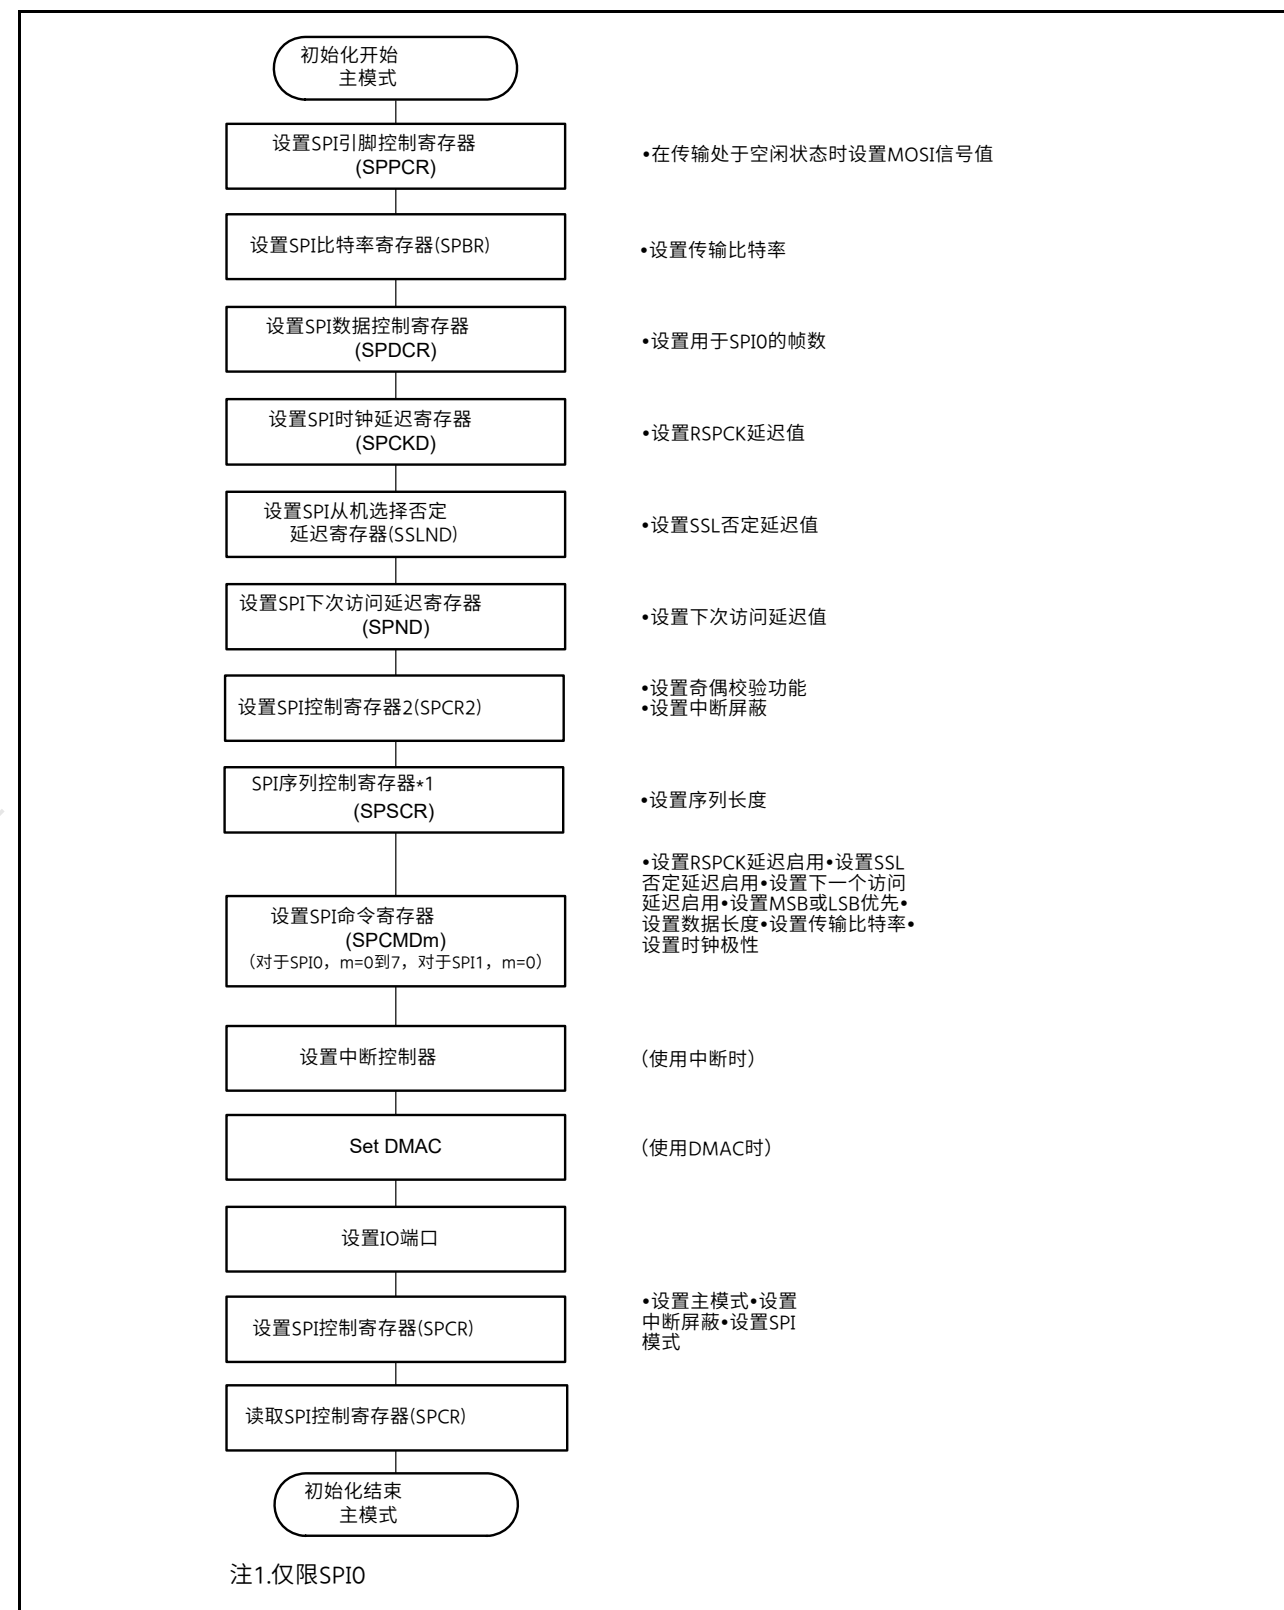 初始化开始
主模式
设置SPI引脚控制寄存器
(SPPCR)
•在传输处于空闲状态时设置MOSI信号值
设置SPI比特率寄存器(SPBR)
•设置传输比特率
设置SPI数据控制寄存器
(SPDCR)
•设置用于SPI0的帧数
设置SPI时钟延迟寄存器
(SPCKD)
•设置RSPCK延迟值
设置SPI从机选择否定
延迟寄存器(SSLND)
•设置SSL否定延迟值
设置SPI下次访问延迟寄存器
(SPND)
•设置下次访问延迟值
设置SPI控制寄存器2(SPCR2)
•设置奇偶校验功能
•设置中断屏蔽
SPI序列控制寄存器*1
(SPSCR)
•设置序列长度
设置SPI命令寄存器
(SPCMDm)
（对于SPI0，m=0到7，对于SPI1，m=0）
•设置RSPCK延迟启用•设置SSL
否定延迟启用•设置下一个访问
延迟启用•设置MSB或LSB优先•
设置数据长度•设置传输比特率•
设置时钟极性
设置中断控制器
（使用中断时）
Set DMAC
（使用DMAC时）
设置IO端口
设置SPI控制寄存器(SPCR)
•设置主模式•设置
中断屏蔽•设置SPI
模式
读取SPI控制寄存器(SPCR)
初始化结束
主模式
注1.仅限SPI0